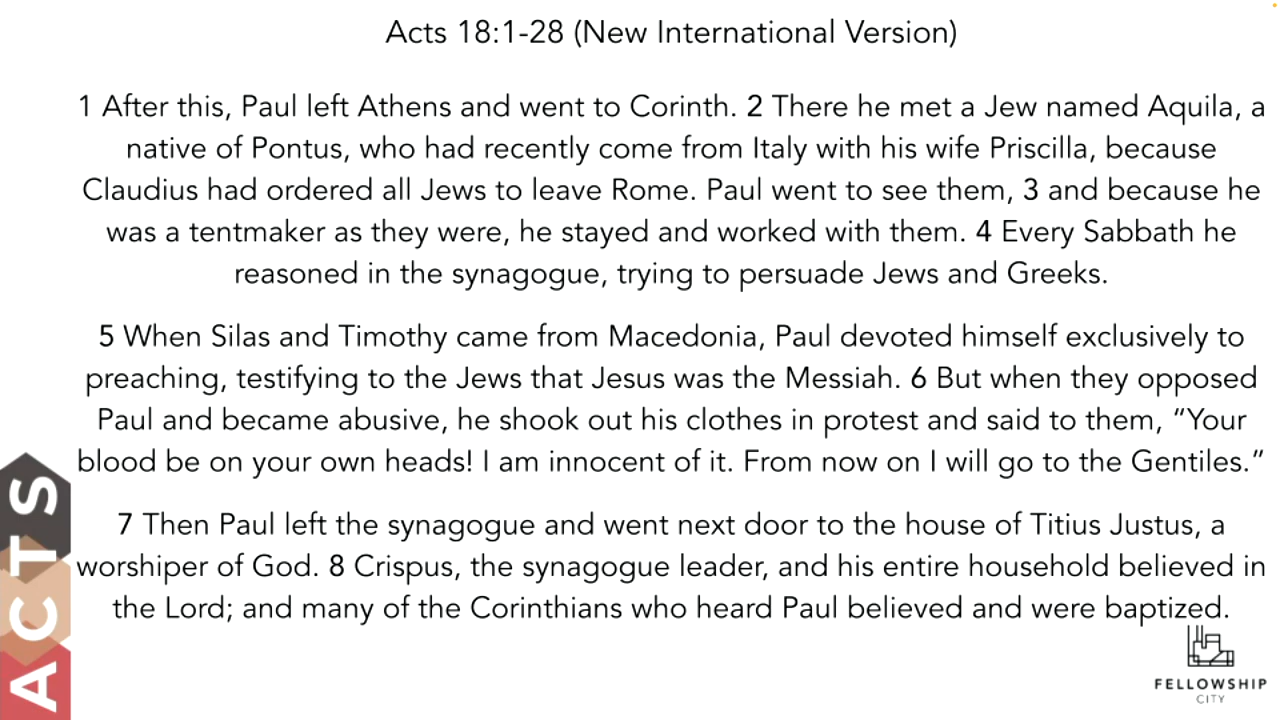 Acts 18:1-28 (New International Version)
1 After this, Paul left Athens and went to Corinth. 2 There he met a Jew named Aquila, a
native of Pontus, who had recently come from Italy with his wife Priscilla, because
Claudius had ordered all Jews to leave Rome. Paul went to see them, 3 and because he
was a tentmaker as they were, he stayed and worked with them. 4 Every Sabbath he
reasoned in the synagogue, trying to persuade Jews and Greeks.
5 When Silas and Timothy came from Macedonia, Paul devoted himself exclusively to
preaching, testifying to the Jews that Jesus was the Messiah. 6 But when they opposed
Paul and became abusive, he shook out his clothes in protest and said to them, “Your
blood be on your own heads! I am innocent of it. From now on I will go to the Gentiles.”
7 Then Paul left the synagogue and went next door to the house of Titius Justus, a
worshiper of God. 8 Crispus, the synagogue leader, and his entire household believed in
the Lord; and many of the Corinthians who heard Paul believed and were baptized.
ACTS
FELLOWSHIP
CITY